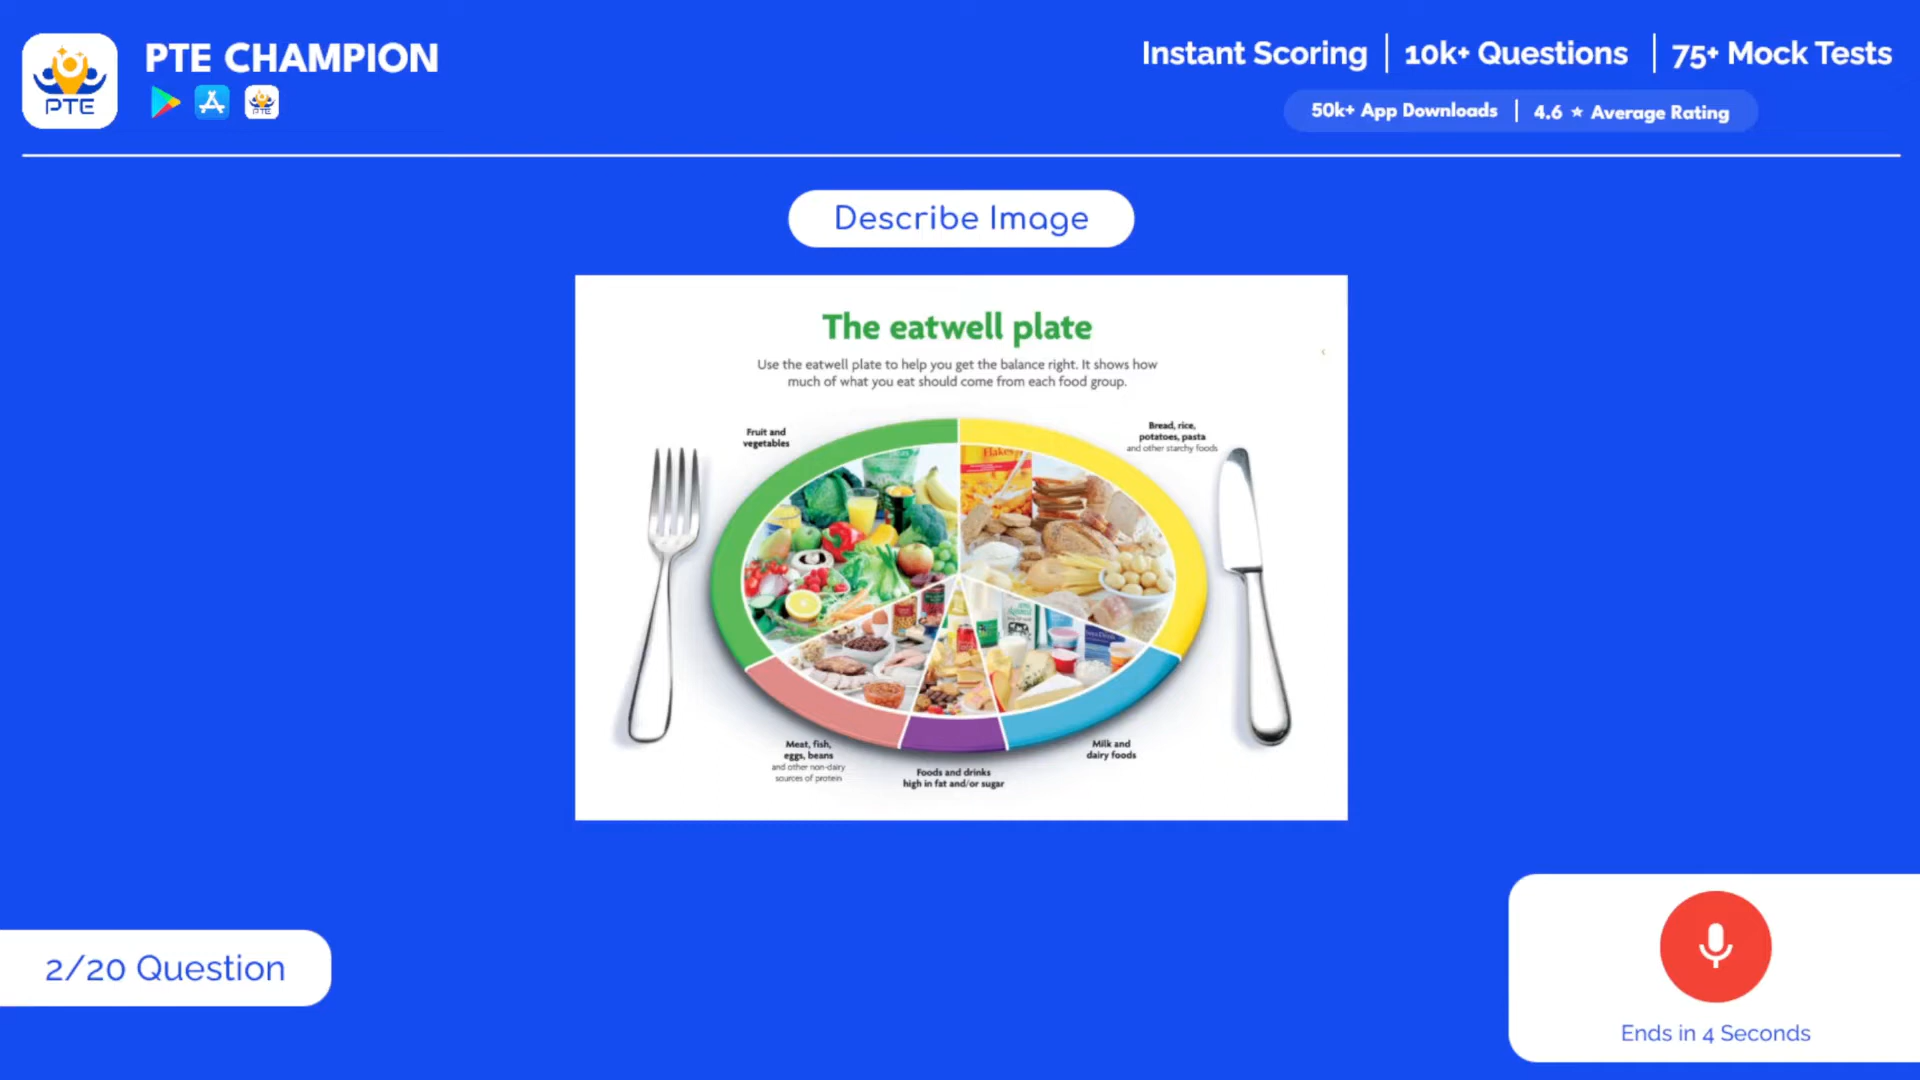 PTE CHAMPION
PTE
PTE
Instant Scoring | 10k+ Questions | 75+ Mock Tests
50k+ App Downloads | 4.6 ★ Average Rating
Describe Image
The eatwell plate
Use the eatwell plate to help you get the balance right. It shows how
much of what you eat should come from each food group.
Fruit and
vegetables
Bread, rice,
potatoes, pasta
and other starchy foods
Flakes
Meat, fish,
eggs, beans
and other non-dairy
sources of protein
Foods and drinks
high in fat and/or sugar
Milk and
dairy foods
2/20 Question
Ends in 4 Seconds